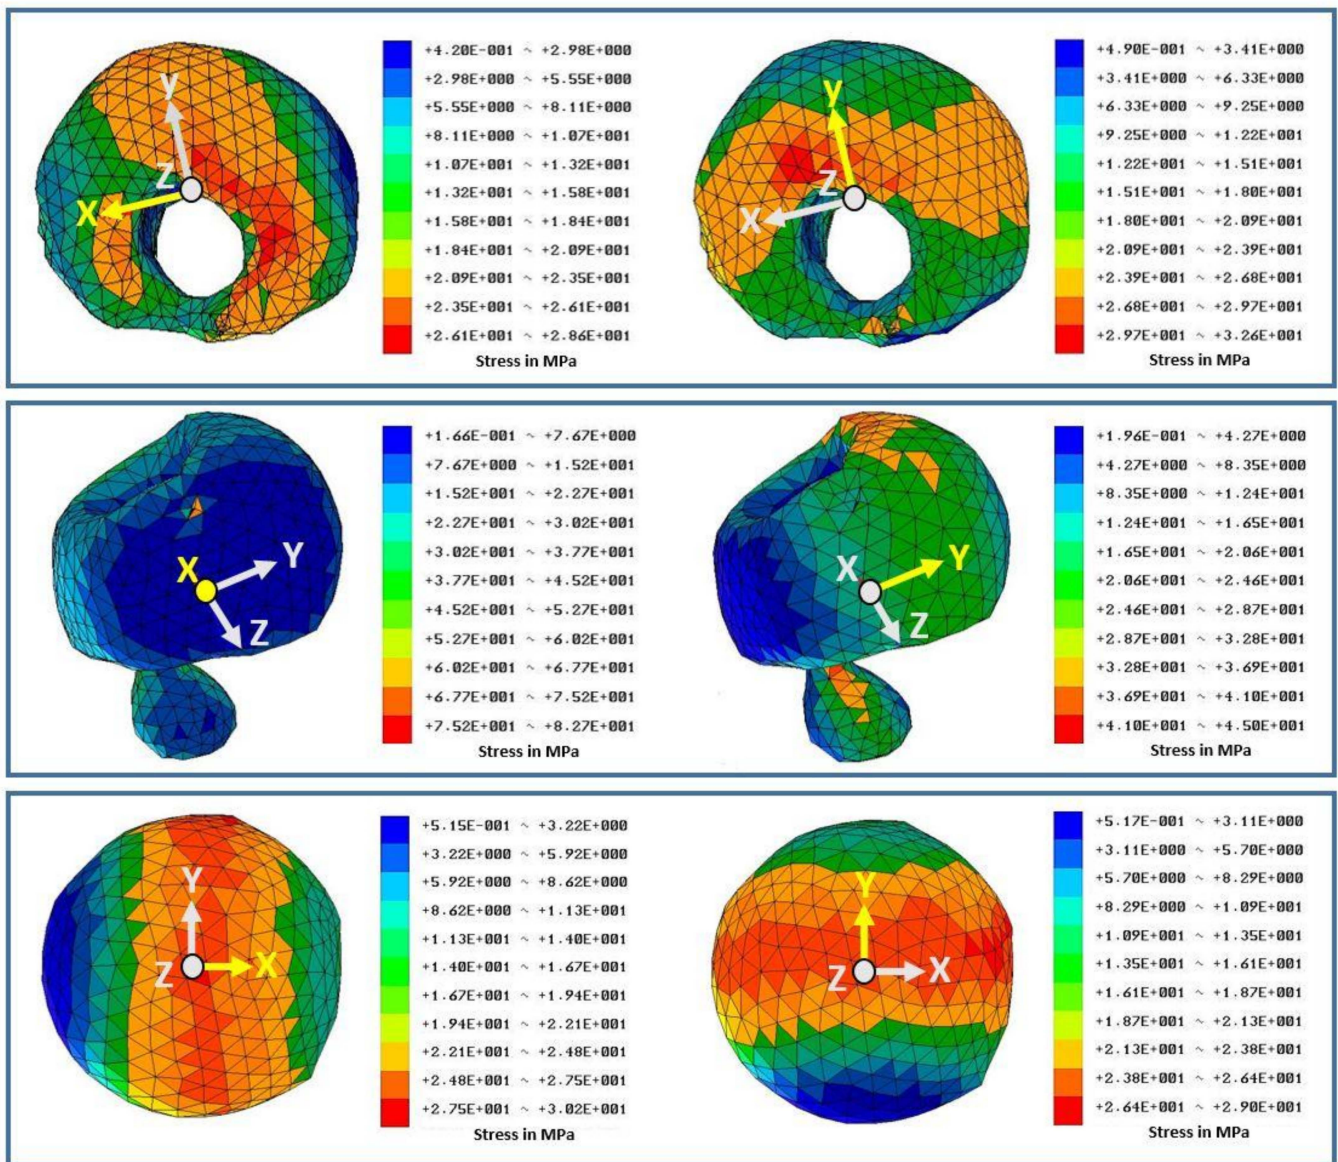 +4.20E-001 ~ +2.98E+000
+2.98E+000 ~ +5.55E+000
+5.55E+000 ~ +8.11E+000
+8.11E+000 ~ +1.07E+001
+1.07E+001 ~ +1.32E+001
+1.32E+001 ~ +1.58E+001
+1.58E+001 ~ +1.84E+001
+1.84E+001 ~ +2.09E+001
+2.09E+001 ~ +2.35E+001
+2.35E+001 ~ +2.61E+001
+2.61E+001 ~ +2.86E+001
Stress in MPa
y
Z
X
+4.90E-001 ~ +3.41E+000
+3.41E+000 ~ +6.33E+000
+6.33E+000 ~ +9.25E+000
+9.25E+000 ~ +1.22E+001
+1.22E+001 ~ +1.51E+001
+1.51E+001 ~ +1.80E+001
+1.80E+001 ~ +2.09E+001
+2.09E+001 ~ +2.39E+001
+2.39E+001 ~ +2.68E+001
+2.68E+001 ~ +2.97E+001
+2.97E+001 ~ +3.26E+001
Stress in MPa
y
Z
X
+1.66E-001 ~ +7.67E+000
+7.67E+000 ~ +1.52E+001
+1.52E+001 ~ +2.27E+001
+2.27E+001 ~ +3.02E+001
+3.02E+001 ~ +3.77E+001
+3.77E+001 ~ +4.52E+001
+4.52E+001 ~ +5.27E+001
+5.27E+001 ~ +6.02E+001
+6.02E+001 ~ +6.77E+001
+6.77E+001 ~ +7.52E+001
+7.52E+001 ~ +8.27E+001
Stress in MPa
X
Y
Z
+1.96E-001 ~ +4.27E+000
+4.27E+000 ~ +8.35E+000
+8.35E+000 ~ +1.24E+001
+1.24E+001 ~ +1.65E+001
+1.65E+001 ~ +2.06E+001
+2.06E+001 ~ +2.46E+001
+2.46E+001 ~ +2.87E+001
+2.87E+001 ~ +3.28E+001
+3.28E+001 ~ +3.69E+001
+3.69E+001 ~ +4.10E+001
+4.10E+001 ~ +4.50E+001
Stress in MPa
X
Y
Z
+5.15E-001 ~ +3.22E+000
+3.22E+000 ~ +5.92E+000
+5.92E+000 ~ +8.62E+000
+8.62E+000 ~ +1.13E+001
+1.13E+001 ~ +1.40E+001
+1.40E+001 ~ +1.67E+001
+1.67E+001 ~ +1.94E+001
+1.94E+001 ~ +2.21E+001
+2.21E+001 ~ +2.48E+001
+2.48E+001 ~ +2.75E+001
+2.75E+001 ~ +3.02E+001
Stress in MPa
Y
Z
X
+5.17E-001 ~ +3.11E+000
+3.11E+000 ~ +5.70E+000
+5.70E+000 ~ +8.29E+000
+8.29E+000 ~ +1.09E+001
+1.09E+001 ~ +1.35E+001
+1.35E+001 ~ +1.61E+001
+1.61E+001 ~ +1.87E+001
+1.87E+001 ~ +2.13E+001
+2.13E+001 ~ +2.38E+001
+2.38E+001 ~ +2.64E+001
+2.64E+001 ~ +2.90E+001
Stress in MPa
Y
Z
X